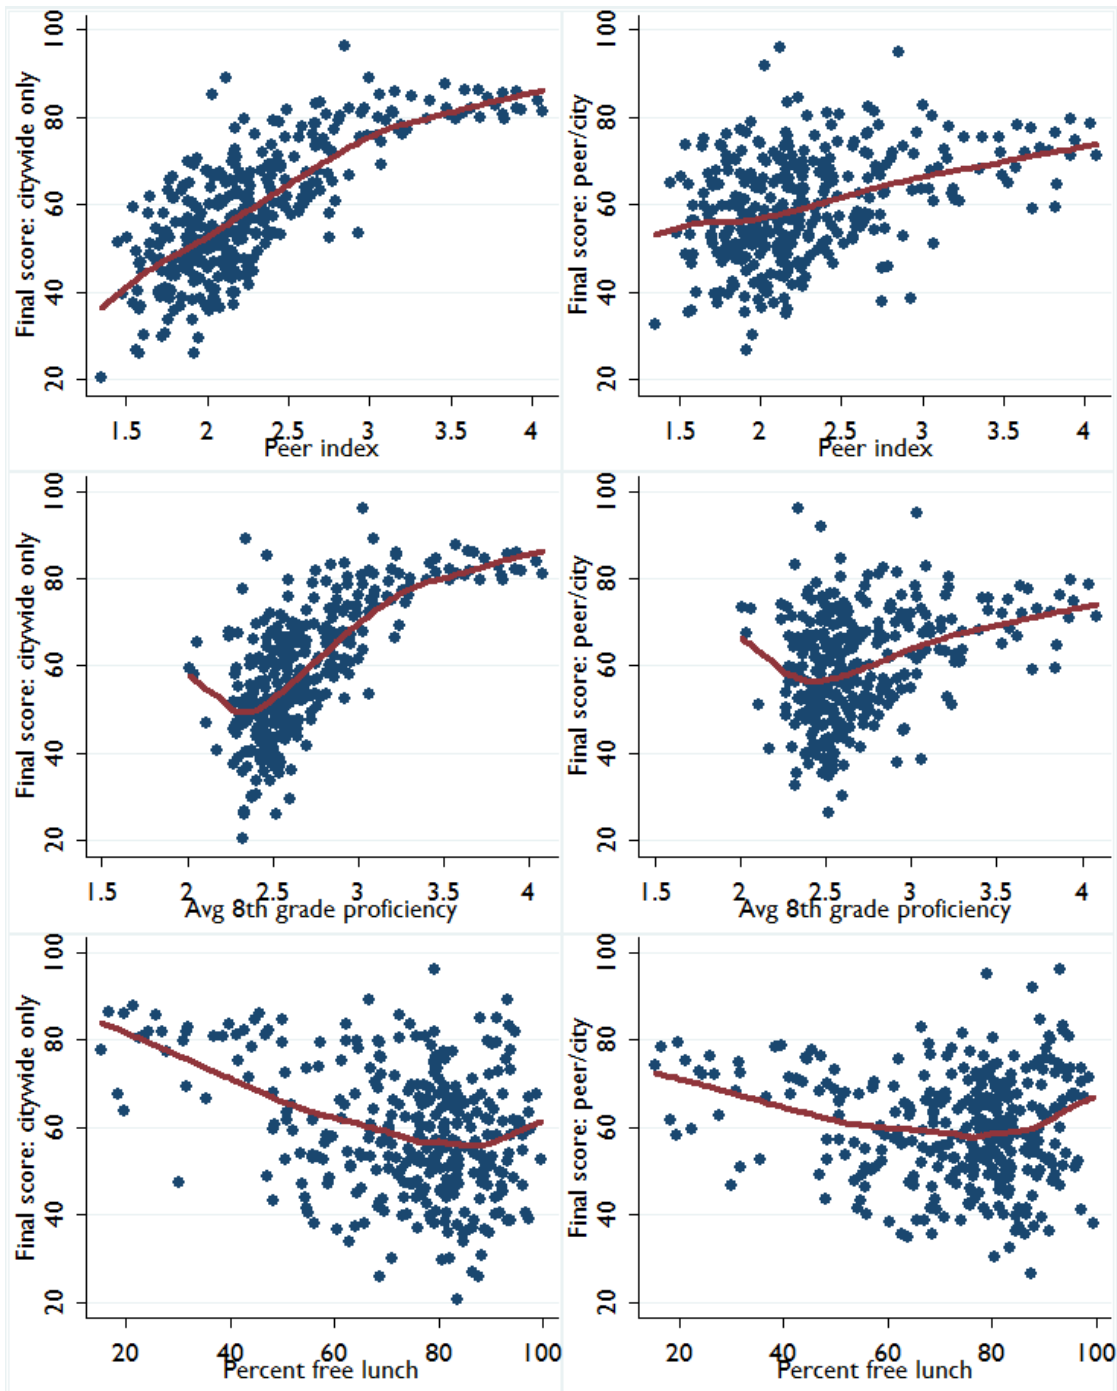 Final score: citywide only
100
80
60
40
20
1.5 2 2.5 3 3.5 4
Peer index
Final score: peer/city
100
80
60
40
20
1.5 2 2.5 3 3.5 4
Peer index
Final score: citywide only
100
80
60
40
20
1.5 2 2.5 3 3.5 4
Avg 8th grade proficiency
Final score: peer/city
100
80
60
40
20
1.5 2 2.5 3 3.5 4
Avg 8th grade proficiency
Final score: citywide only
100
80
60
40
20
20 40 60 80 100
Percent free lunch
Final score: peer/city
100
80
60
40
20
20 40 60 80 100
Percent free lunch